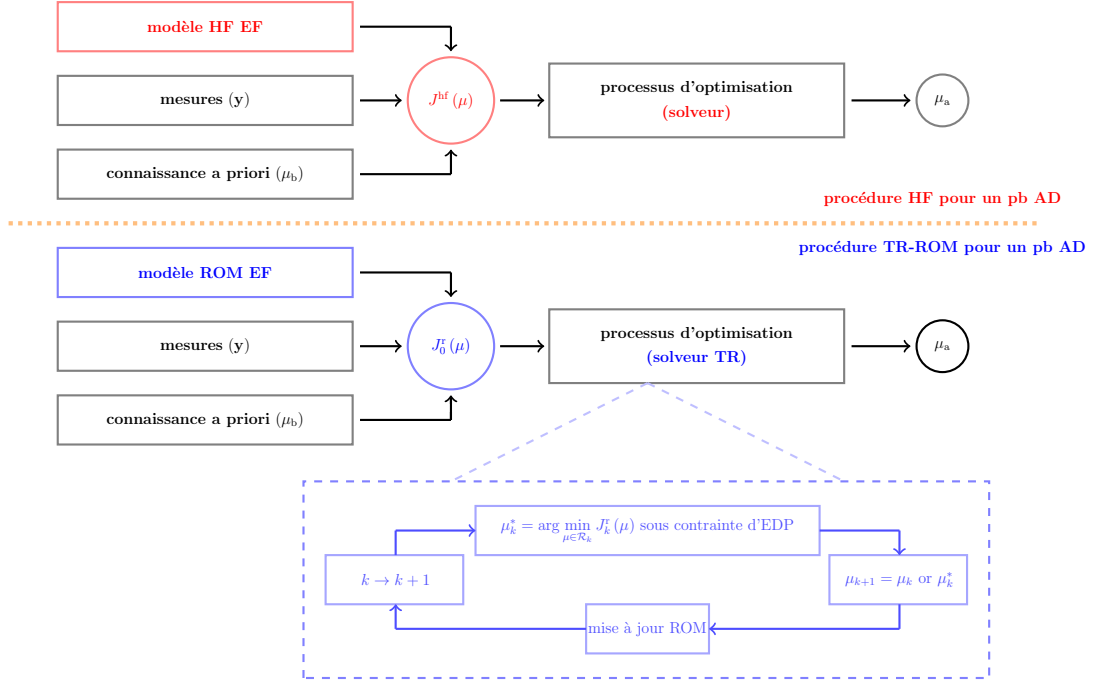 modèle HF EF
mesures (y)
connaissance a priori (μ_b)
J^hf (μ)
processus d'optimisation
(solveur)
μ_a
procédure HF pour un pb AD
procédure TR-ROM pour un pb AD
modèle ROM EF
mesures (y)
connaissance a priori (μ_b)
J_0^r (μ)
processus d'optimisation
(solveur TR)
μ_a
μ_k^* = arg min_{μ∈ℛ_k} J_k^r (μ) sous contrainte d'EDP
k → k + 1
μ_{k+1} = μ_k or μ_k^*
mise à jour ROM